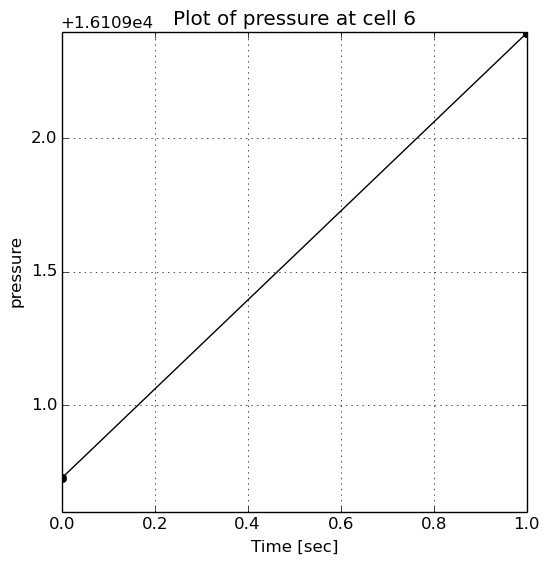 +1.6109e4
Plot of pressure at cell 6
2.0
1.5
1.0
pressure
0.0 0.2 0.4 0.6 0.8 1.0
Time [sec]